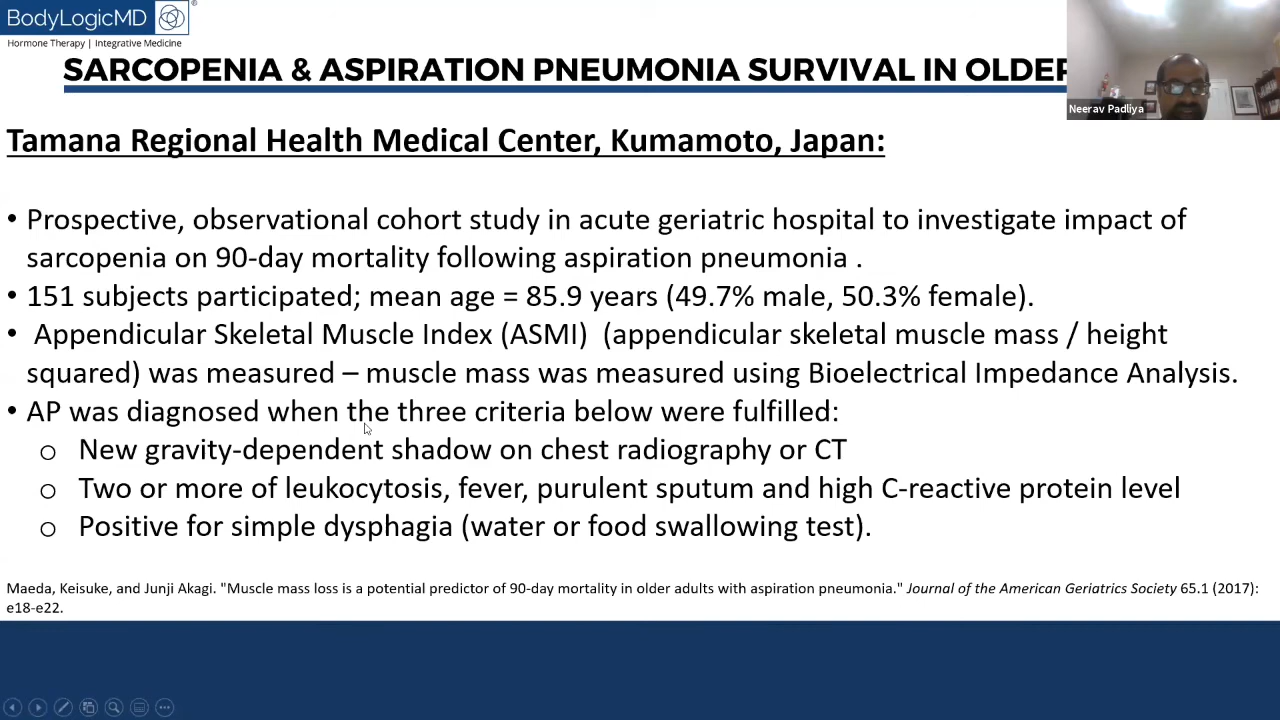 BodyLogicMD
®
Hormone Therapy | Integrative Medicine
SARCOPENIA & ASPIRATION PNEUMONIA SURVIVAL IN OLDER
Neerav Padliya
Tamana Regional Health Medical Center, Kumamoto, Japan:
• Prospective, observational cohort study in acute geriatric hospital to investigate impact of
sarcopenia on 90-day mortality following aspiration pneumonia .
• 151 subjects participated; mean age = 85.9 years (49.7% male, 50.3% female).
• Appendicular Skeletal Muscle Index (ASMI) (appendicular skeletal muscle mass / height
squared) was measured – muscle mass was measured using Bioelectrical Impedance Analysis.
• AP was diagnosed when the three criteria below were fulfilled:
o New gravity-dependent shadow on chest radiography or CT
o Two or more of leukocytosis, fever, purulent sputum and high C-reactive protein level
o Positive for simple dysphagia (water or food swallowing test).
Maeda, Keisuke, and Junji Akagi. "Muscle mass loss is a potential predictor of 90-day mortality in older adults with aspiration pneumonia." Journal of the American Geriatrics Society 65.1 (2017):
e18-e22.